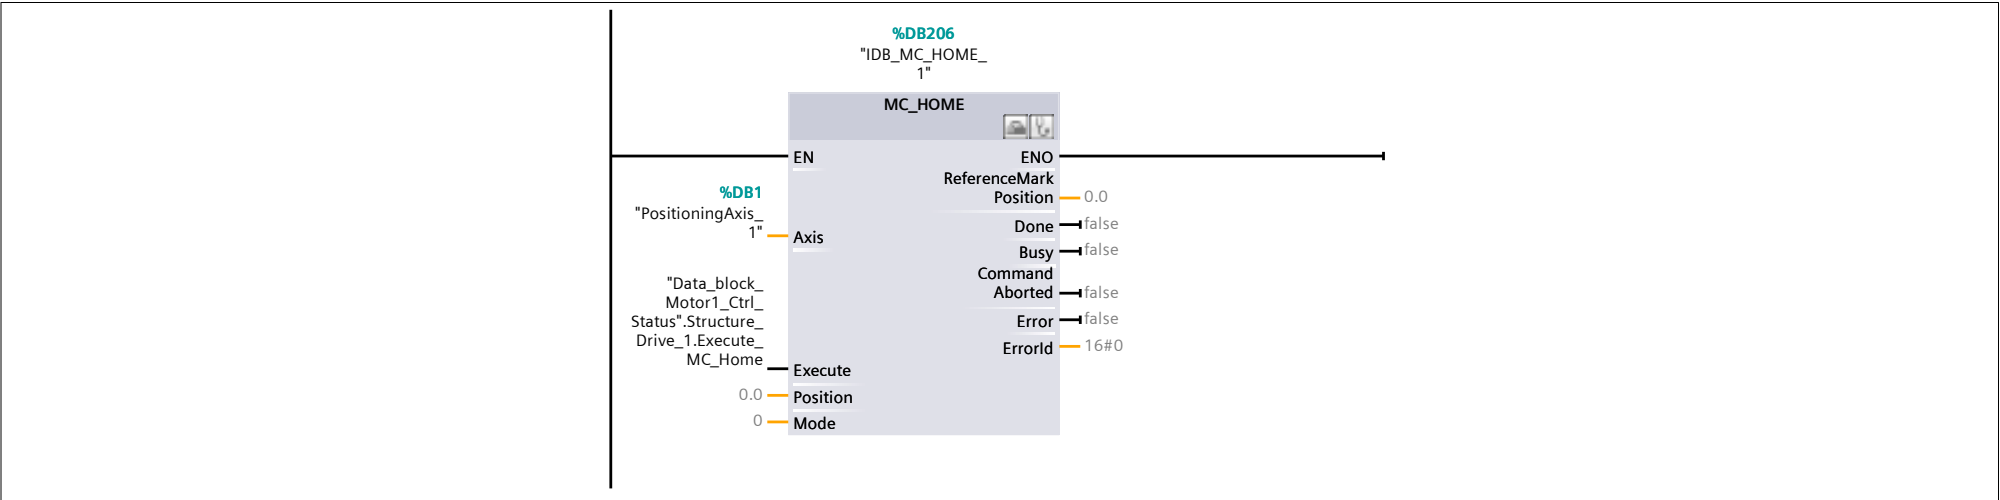 %DB206
"IDB_MC_HOME_
1"
MC_HOME
EN
ENO
ReferenceMark
Position
0.0
%DB1
"PositioningAxis_
1"
Axis
Done
false
Busy
false
Command
Aborted
false
Error
false
ErrorId
16#0
"Data_block_
Motor1_Ctrl_
Status".Structure_
Drive_1.Execute_
MC_Home
Execute
0.0
Position
0
Mode